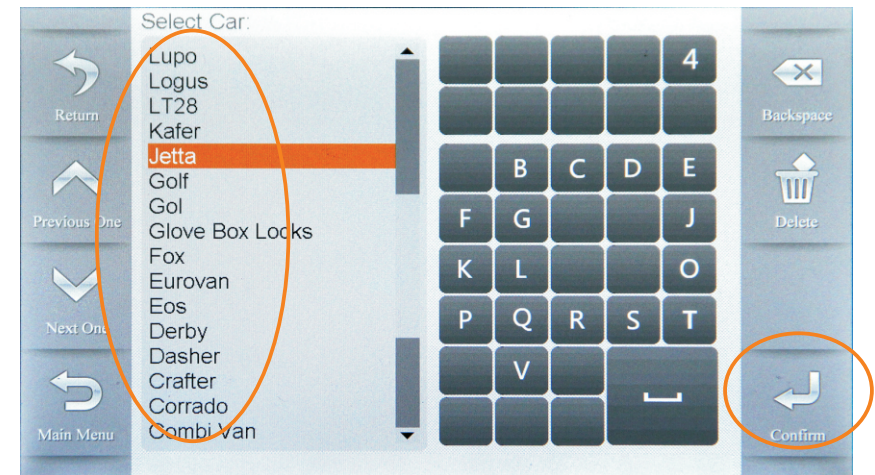 Select Car:
Lupo
Logus
LT28
Kafer
Jetta
Golf
Gol
Glove Box Locks
Fox
Eurovan
Eos
Derby
Dasher
Crafter
Corrado
Combi Van
Return
Previous One
Next One
Main Menu
4
B C D E
F G J
K L O
P Q R S T
V
Backspace
Delete
Confirm